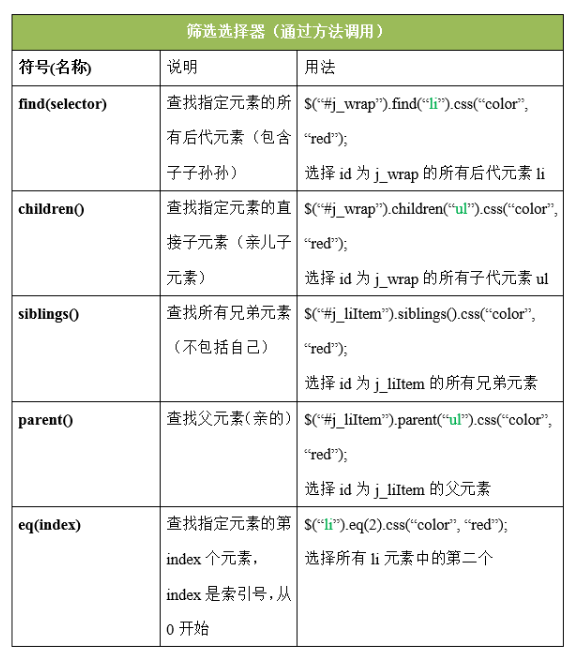 筛选选择器（通过方法调用）
符号(名称)
说明
用法
find(selector)
查找指定元素的所
有后代元素（包含
子子孙孙）
$(“#j_wrap”).find(“li”).css(“color”,
“red”);
选择 id 为 j_wrap 的所有后代元素 li
children()
查找指定元素的直
接子元素（亲儿子
元素）
$(“#j_wrap”).children(“ul”).css(“color”,
“red”);
选择 id 为 j_wrap 的所有子代元素 ul
siblings()
查找所有兄弟元素
（不包括自己）
$(“#j_liItem”).siblings().css(“color”,
“red”);
选择 id 为 j_liItem 的所有兄弟元素
parent()
查找父元素（亲的）
$(“#j_liItem”).parent(“ul”).css(“color”,
“red”);
选择 id 为 j_liItem 的父元素
eq(index)
查找指定元素的第
index 个元素，
index 是索引号，从
0 开始
$(“li”).eq(2).css(“color”, “red”);
选择所有 li 元素中的第二个